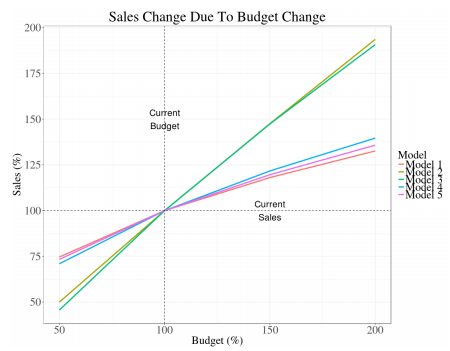 Sales Change Due To Budget Change
200
175
150
125
100
75
50
Sales (%)
Current
Budget
Current
Sales
50
100
150
200
Budget (%)
Model
Model 1
Model 2
Model 3
Model 4
Model 5